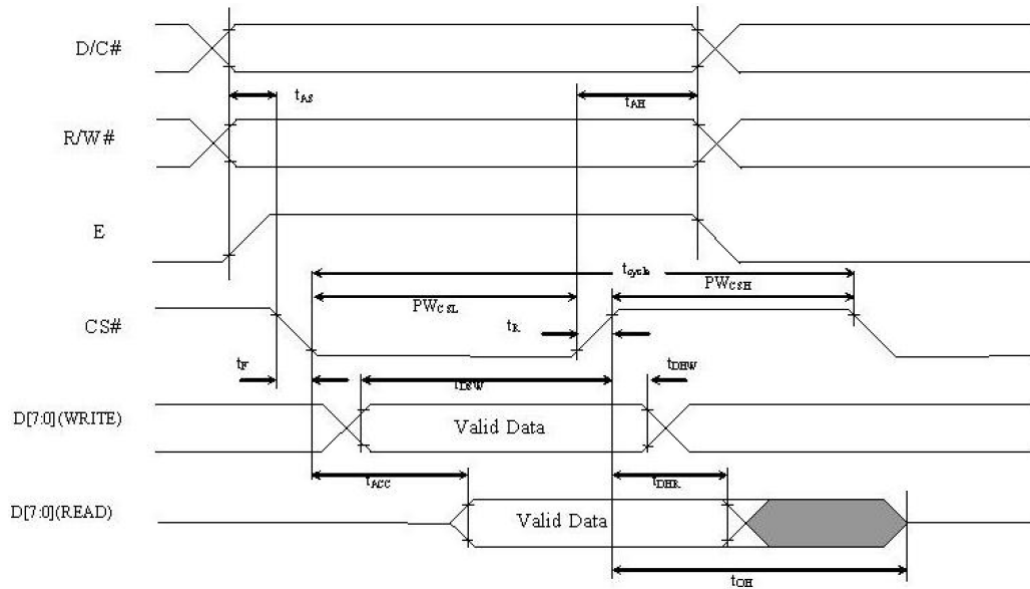 D/C#
tAS
tAH
R/W#
E
tcycle
PWCSL
PWCSH
CS#
tR
tF
tDSW
tDHW
D[7:0](WRITE)
Valid Data
tACC
tDHR
D[7:0](READ)
Valid Data
tOH